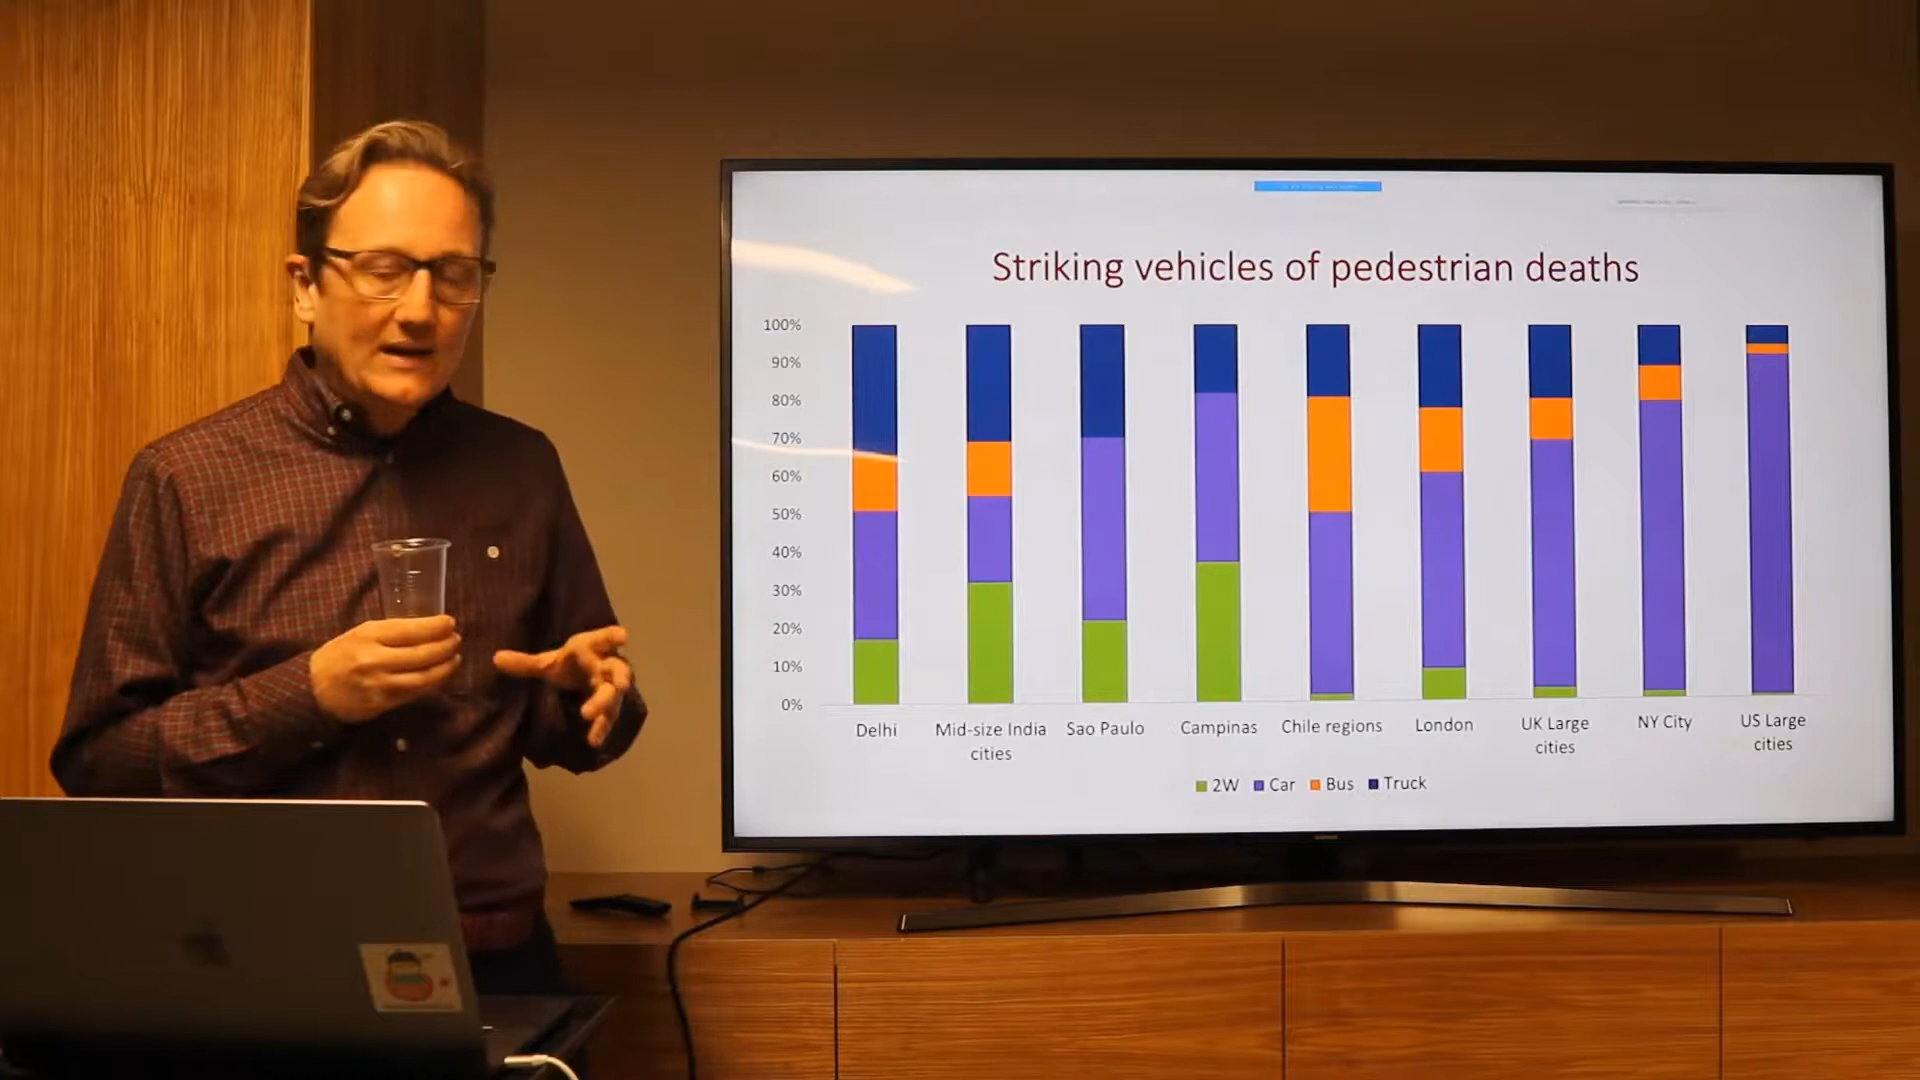 Striking vehicles of pedestrian deaths
100%
90%
80%
70%
60%
50%
40%
30%
20%
10%
0%
Delhi
Mid-size India
cities
Sao Paulo
Campinas
Chile regions
London
UK Large
cities
NY City
US Large
cities
2W Car Bus Truck